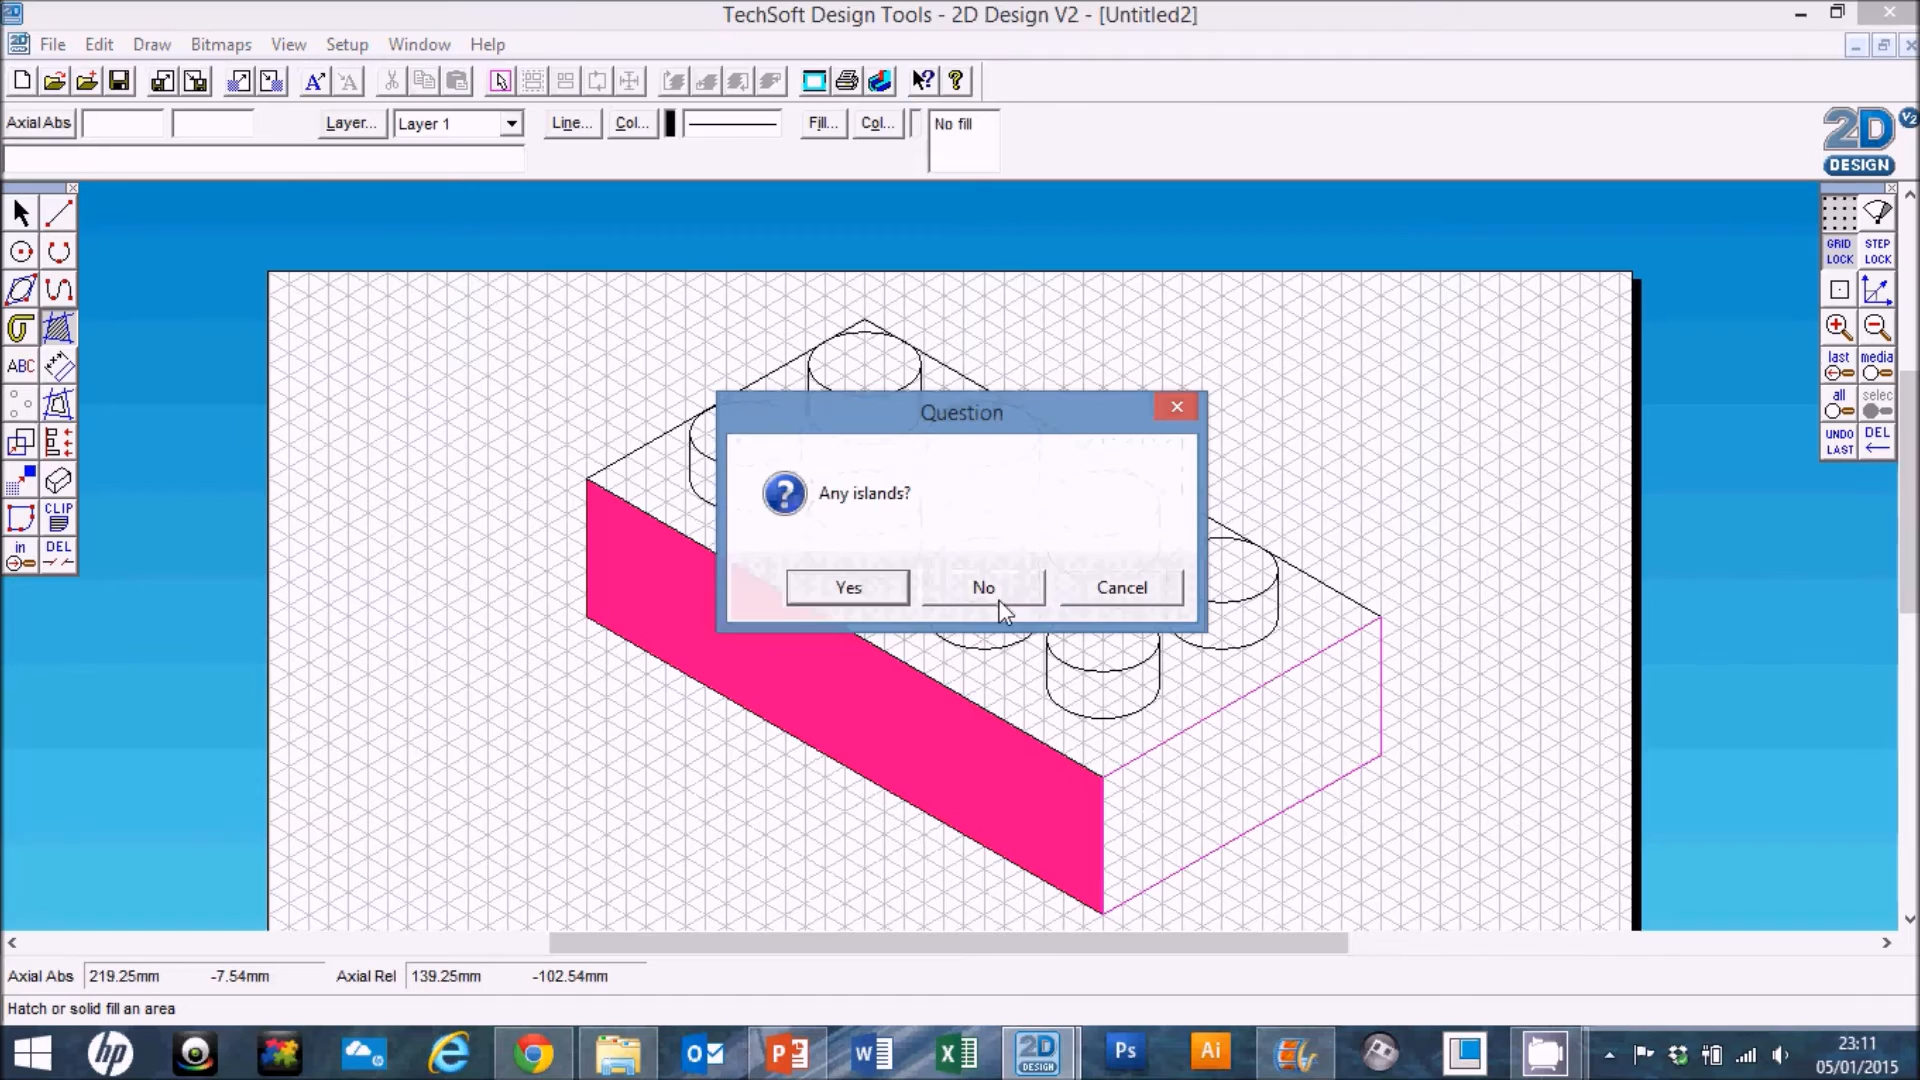 TechSoft Design Tools - 2D Design V2 - [Untitled2]
File Edit Draw Bitmaps View Setup Window Help
Axial Abs Layer... Layer 1 Line... Col... Fill... Col... No fill
2D V2
DESIGN
GRID LOCK STEP LOCK
ABC
last media
all selec
UNDO LAST DEL
CLIP
in DEL
Question
Any islands?
Yes No Cancel
Axial Abs 219.25mm -7.54mm Axial Rel 139.25mm -102.54mm
Hatch or solid fill an area
2D DESIGN Ps Ai
23:11
05/01/2015